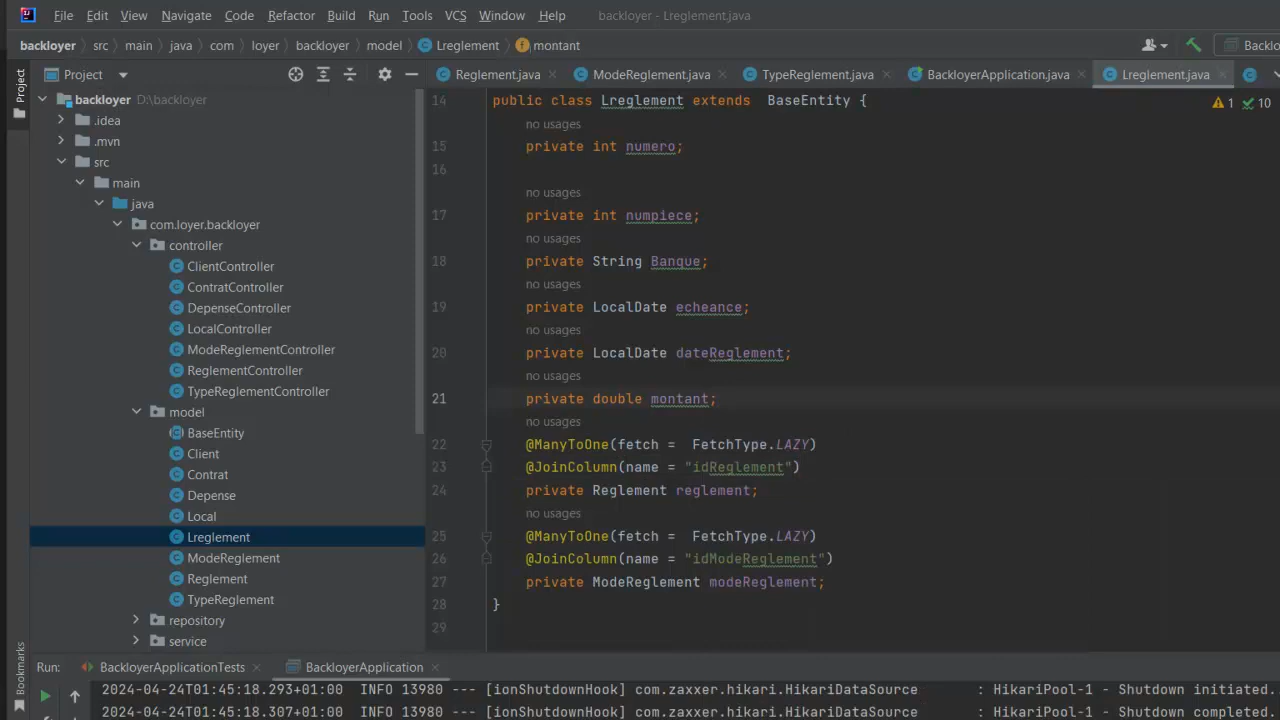 File Edit View Navigate Code Refactor Build Run Tools VCS Window Help backloyer - Lreglement.java
backloyer src main java com loyer backloyer model Lreglement montant
Project
Reglement.java ModeReglement.java TypeReglement.java BackloyerApplication.java Lreglement.java
Project
backloyer D:\backloyer
.idea
.mvn
src
main
java
com.loyer.backloyer
controller
ClientController
ContratController
DepenseController
LocalController
ModeReglementController
ReglementController
TypeReglementController
model
BaseEntity
Client
Contrat
Depense
Local
Lreglement
ModeReglement
Reglement
TypeReglement
repository
service
14 public class Lreglement extends BaseEntity { 1 10
no usages
15 private int numero;
16
no usages
17 private int numpiece;
no usages
18 private String Banque;
no usages
19 private LocalDate echeance;
no usages
20 private LocalDate dateReglement;
no usages
21 private double montant;
no usages
22 @ManyToOne(fetch = FetchType.LAZY)
23 @JoinColumn(name = "idReglement")
24 private Reglement reglement;
no usages
25 @ManyToOne(fetch = FetchType.LAZY)
26 @JoinColumn(name = "idModeReglement")
27 private ModeReglement modeReglement;
28 }
29
Bookmarks
Run: BackloyerApplicationTests BackloyerApplication
2024-04-24T01:45:18.293+01:00 INFO 13980 --- [ionShutdownHook] com.zaxxer.hikari.HikariDataSource : HikariPool-1 - Shutdown initiated.
2024-04-24T01:45:18.307+01:00 INFO 13980 --- [ionShutdownHook] com.zaxxer.hikari.HikariDataSource : HikariPool-1 - Shutdown completed.